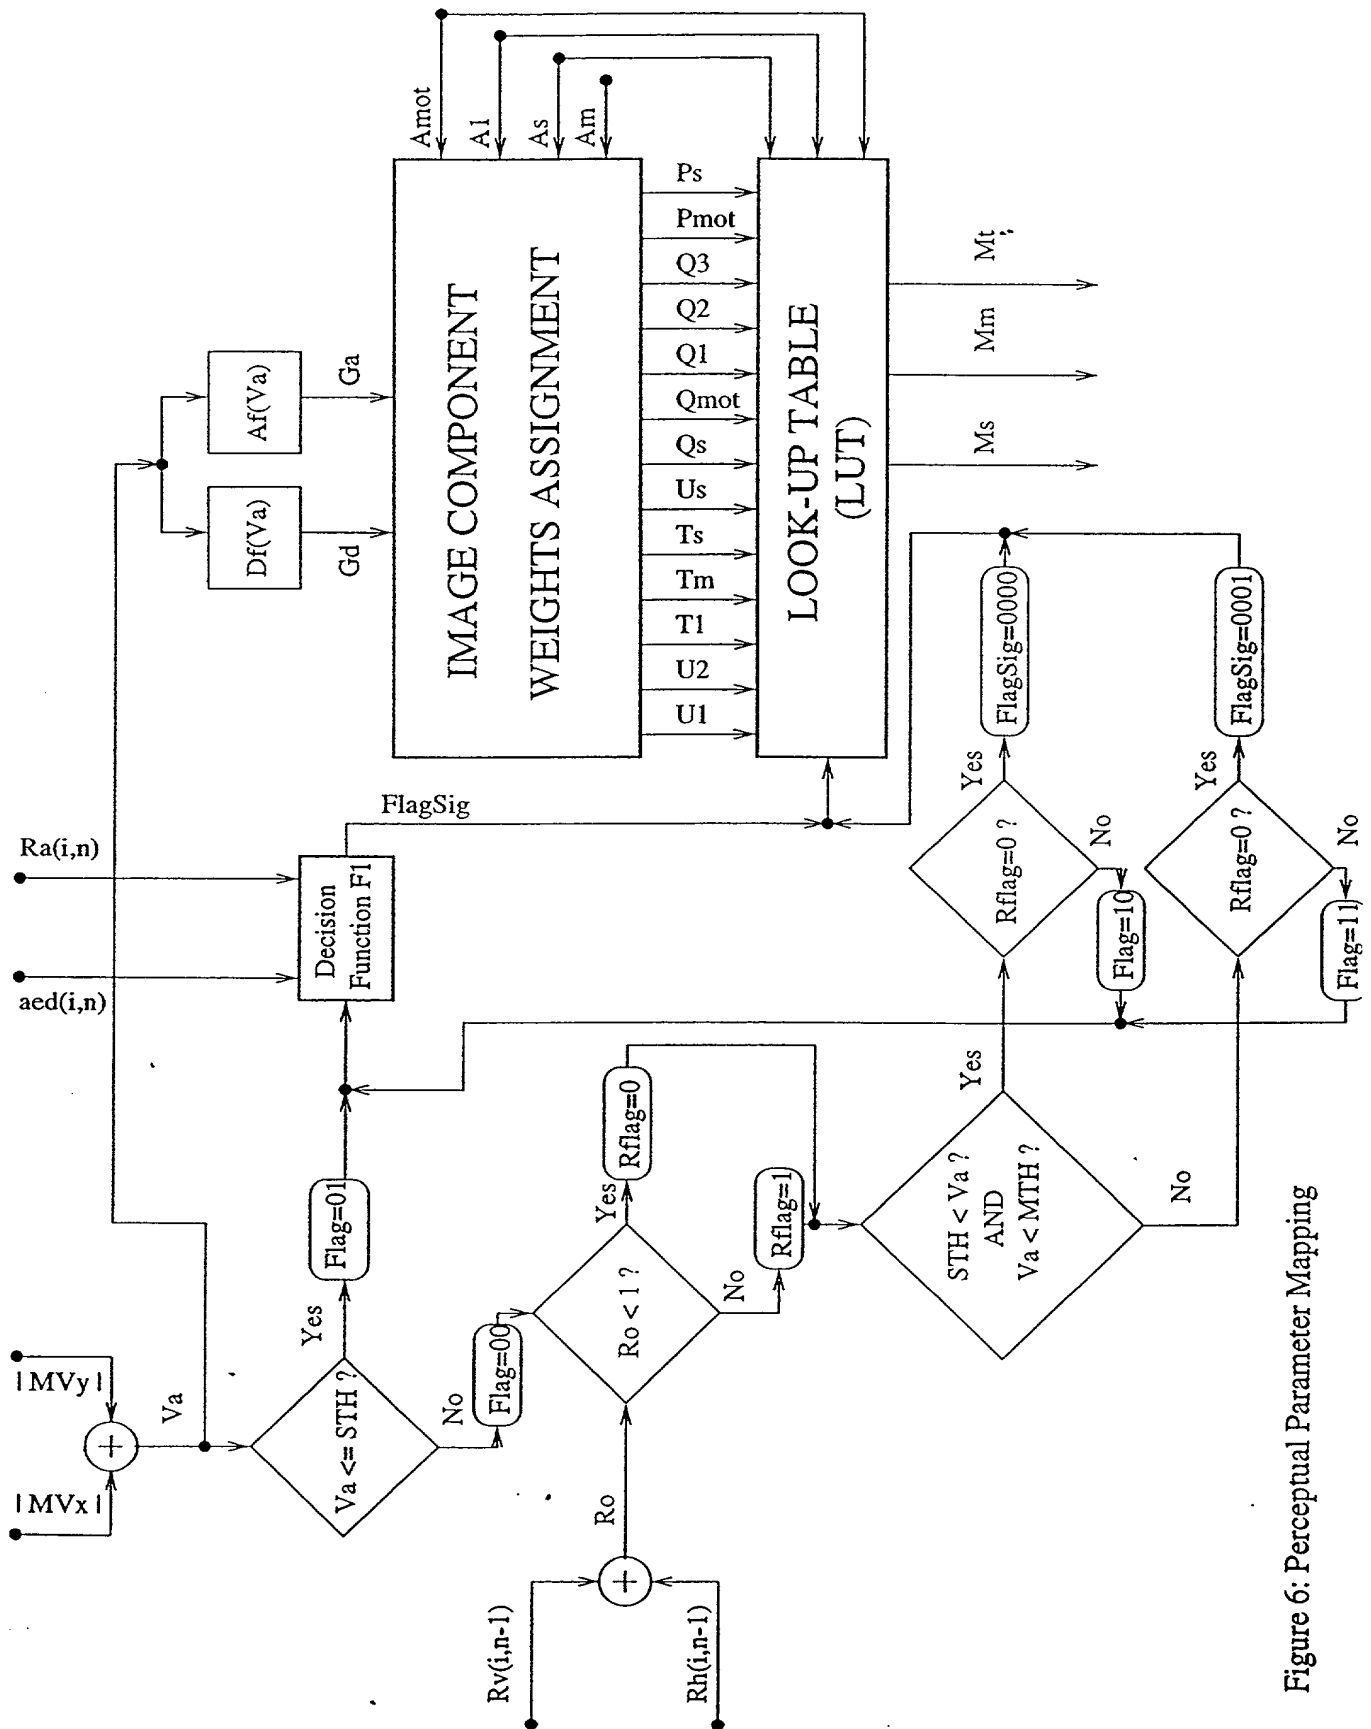 |MVx|
|MVy|
Va
Va <= STH ?
Yes
No
Flag=01
Flag=00
aed(i,n)
Ra(i,n)
Decision
Function F1
FlagSig
Df(Va)
Af(Va)
Gd
Ga
IMAGE COMPONENT
WEIGHTS ASSIGNMENT
Amot
A1
As
Am
U1
U2
T1
Tm
Ts
Us
Qs
Qmot
Q1
Q2
Q3
Pmot
Ps
LOOK-UP TABLE
(LUT)
Ms
Mm
Mt
Rv(i,n-1)
Rh(i,n-1)
Ro
Ro < 1 ?
Yes
No
Rflag=0
Rflag=1
STH < Va ?
AND
Va < MTH ?
Yes
No
Rflag=0 ?
Yes
No
FlagSig=0000
Flag=10
Rflag=0 ?
Yes
No
FlagSig=0001
Flag=11
Figure 6: Perceptual Parameter Mapping